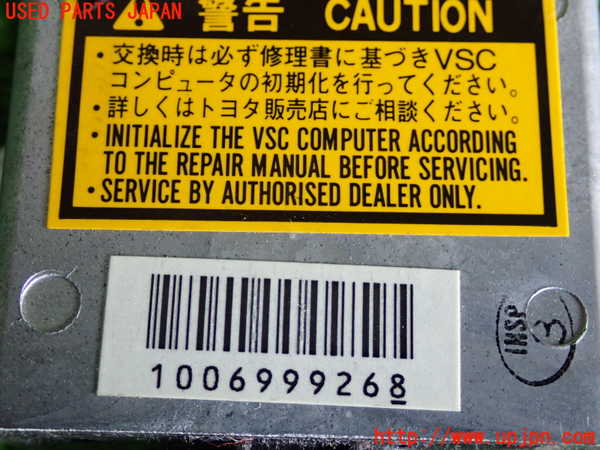 USED PARTS JAPAN
警告 CAUTION
・交換時は必ず修理書に基づきVSC
コンピュータの初期化を行ってください。
・詳しくはトヨタ販売店にご相談ください。
・INITIALIZE THE VSC COMPUTER ACCORDING
TO THE REPAIR MANUAL BEFORE SERVICING.
・SERVICE BY AUTHORISED DEALER ONLY.
1006999268
INSP
3
http://www.upjpn.com/